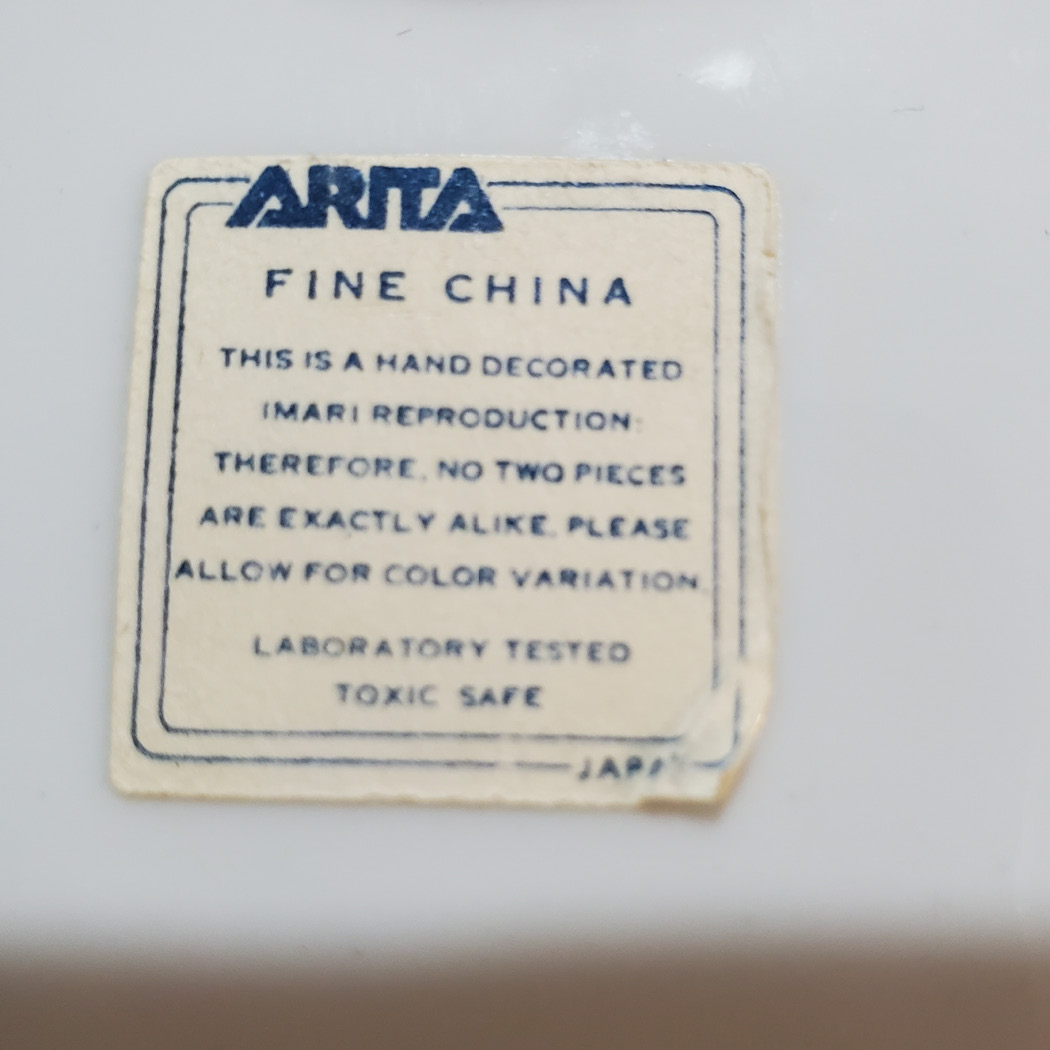 ARITA
FINE CHINA
THIS IS A HAND DECORATED
IMARI REPRODUCTION:
THEREFORE, NO TWO PIECES
ARE EXACTLY ALIKE. PLEASE
ALLOW FOR COLOR VARIATION.
LABORATORY TESTED
TOXIC SAFE